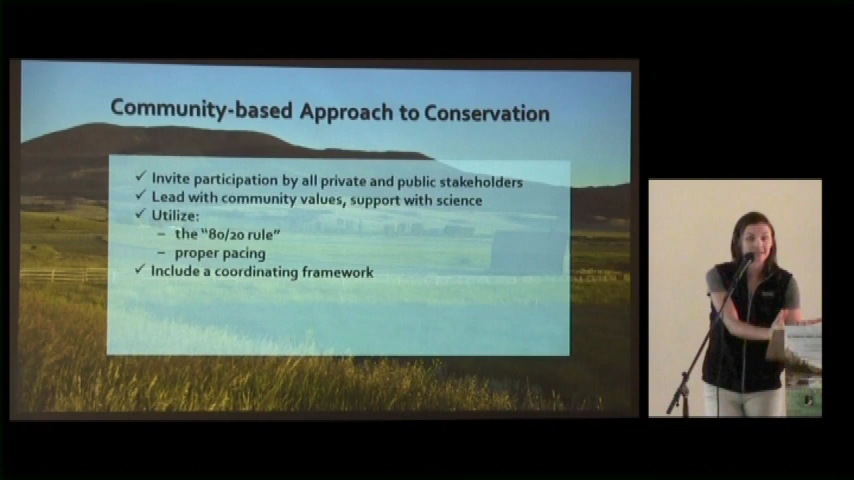 Community-based Approach to Conservation
✓ Invite participation by all private and public stakeholders
✓ Lead with community values, support with science
✓ Utilize:
– the “80/20 rule”
– proper pacing
✓ Include a coordinating framework